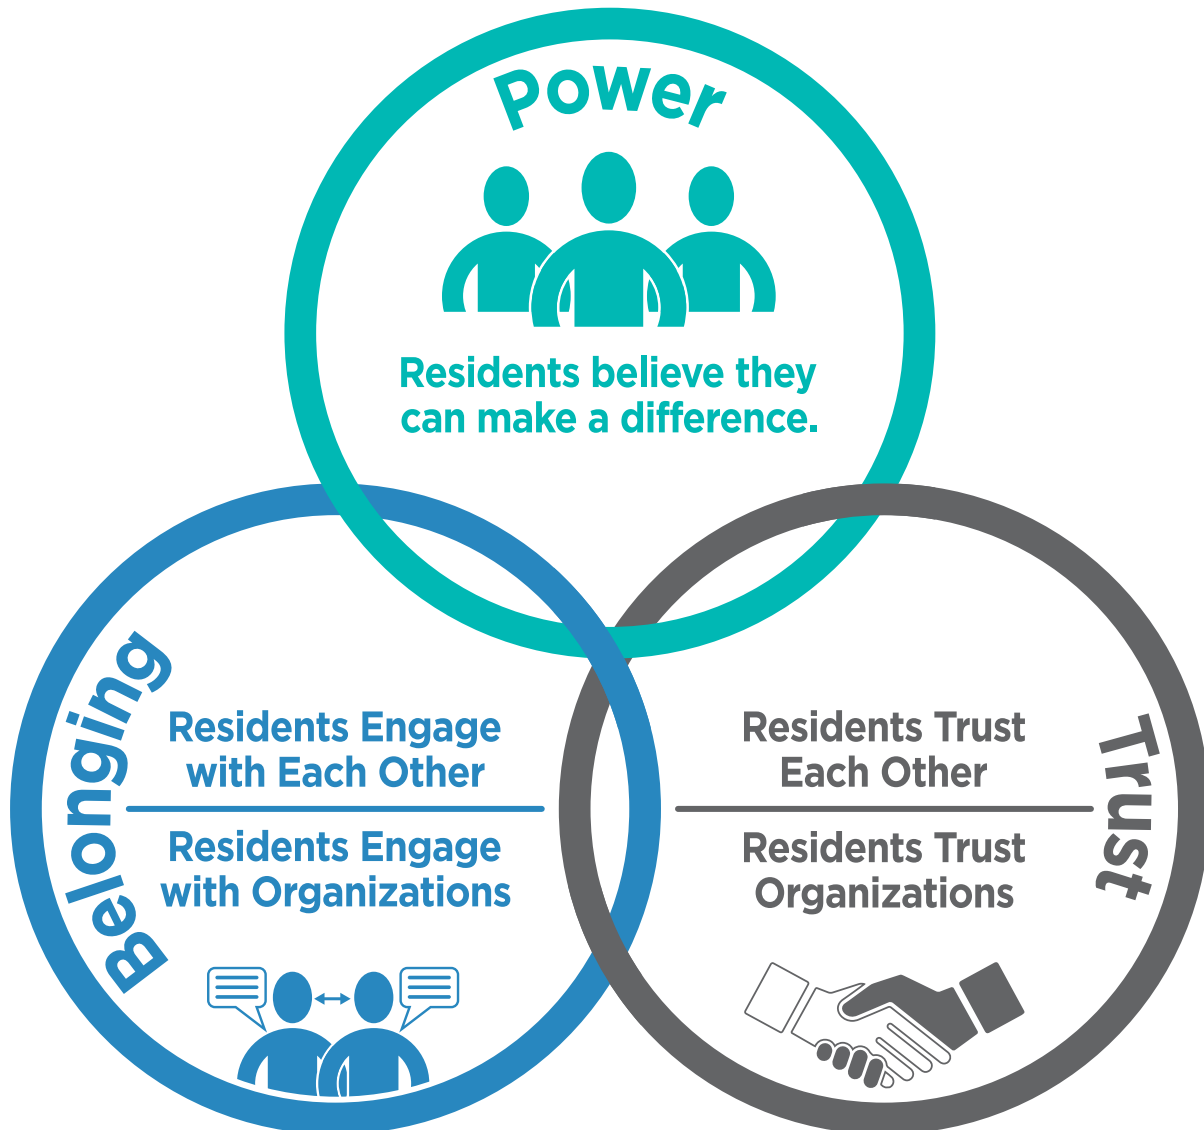 Power
Residents believe they
can make a difference.
Belonging
Residents Engage
with Each Other
Residents Engage
with Organizations
Trust
Residents Trust
Each Other
Residents Trust
Organizations